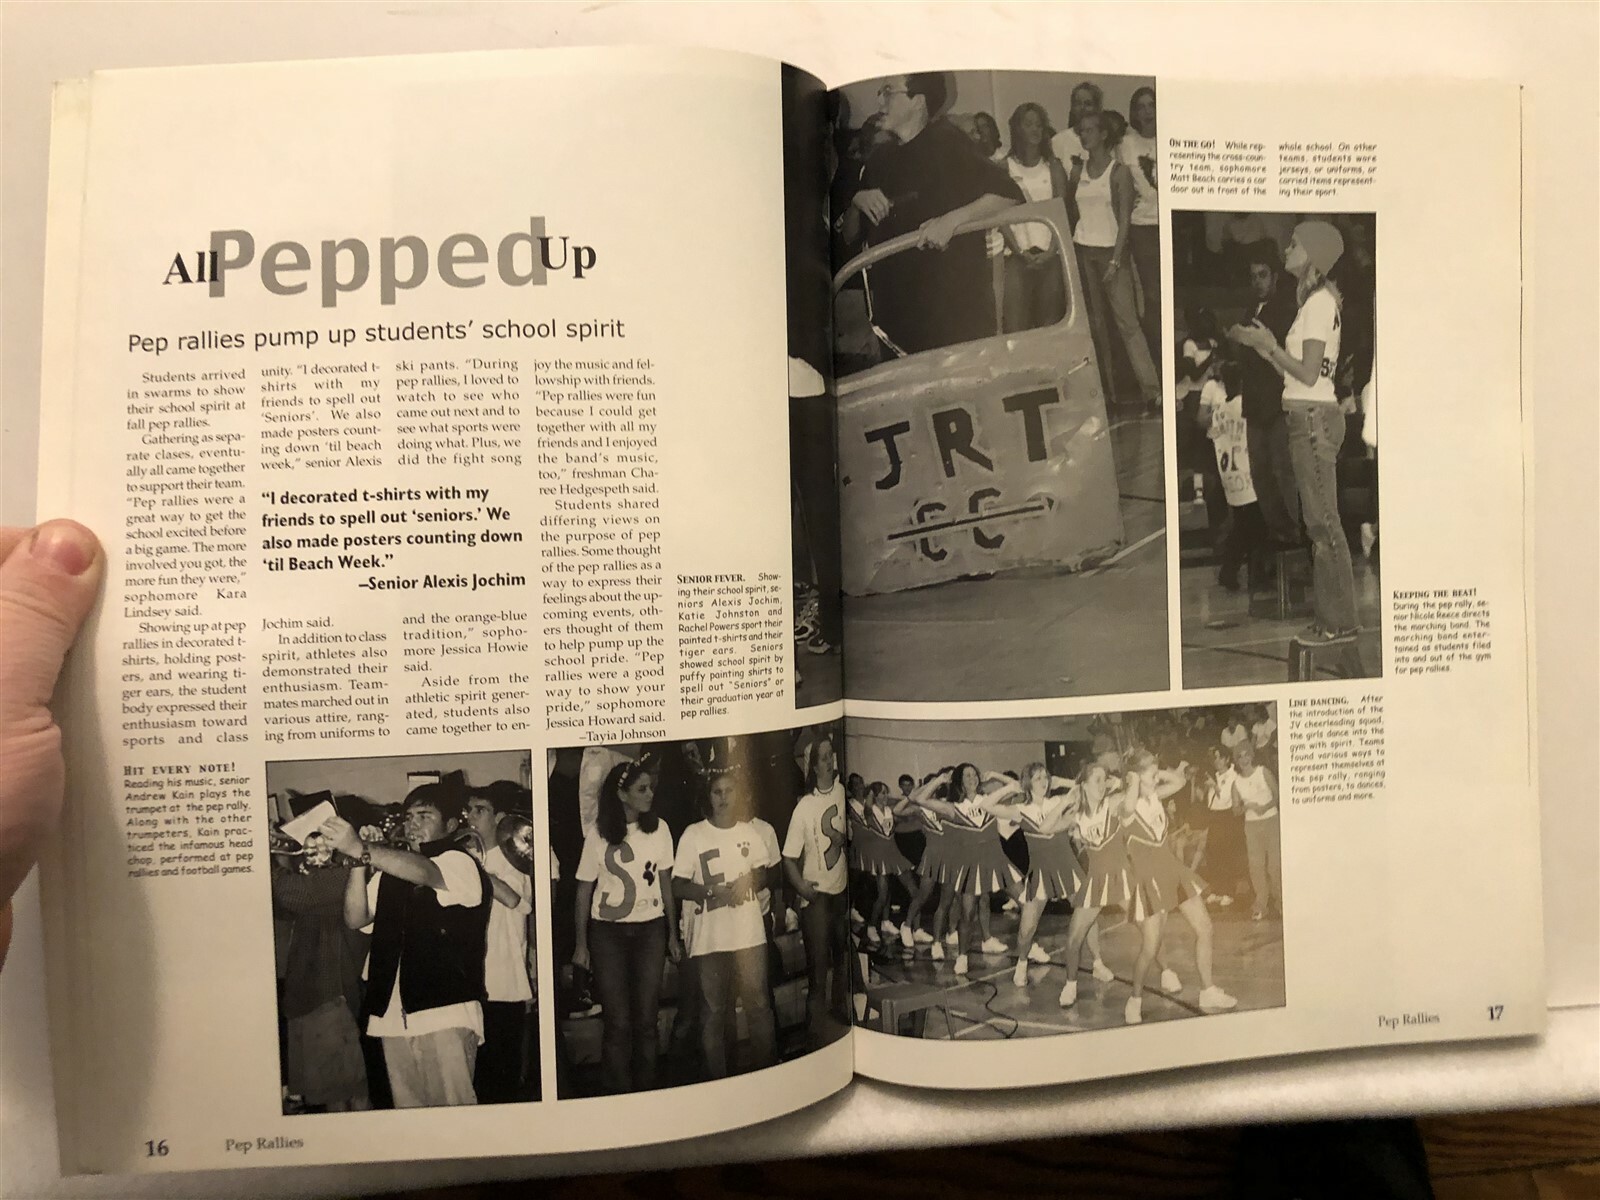 All Pepped Up
Pep rallies pump up students' school spirit
Students arrived
in swarms to show
their school spirit at
fall pep rallies.
Gathering as sepa-
rate clases, eventu-
ally all came together
to support their team.
"Pep rallies were a
great way to get the
school excited before
a big game. The more
involved you got, the
more fun they were,"
sophomore Kara
Lindsey said.
Showing up at pep
rallies in decorated t-
shirts, holding post-
ers, and wearing ti-
ger ears, the student
body expressed their
enthusiasm toward
sports and class
unity. "I decorated t-
shirts with my
friends to spell out
'Seniors'. We also
made posters count-
ing down 'til beach
week," senior Alexis
"I decorated t-shirts with my
friends to spell out 'seniors.' We
also made posters counting down
'til Beach Week."
–Senior Alexis Jochim
Jochim said.
In addition to class
spirit, athletes also
demonstrated their
enthusiasm. Team-
mates marched out in
various attire, rang-
ing from uniforms to
ski pants. "During
pep rallies, I loved to
watch to see who
came out next and to
see what sports were
doing what. Plus, we
did the fight song
and the orange-blue
tradition," sopho-
more Jessica Howie
said.
Aside from the
athletic spirit gener-
ated, students also
came together to en-
joy the music and fel-
lowship with friends.
"Pep rallies were fun
because I could get
together with all my
friends and I enjoyed
the band's music,
too," freshman Cha-
ree Hedgespeth said.
Students shared
differing views on
the purpose of pep
rallies. Some thought
of the pep rallies as a
way to express their
feelings about the up-
coming events, oth-
ers thought of them
to help pump up the
school pride. "Pep
rallies were a good
way to show your
pride," sophomore
Jessica Howard said.
–Tayia Johnson
SENIOR FEVER. Show-
ing their school spirit, se-
niors Alexis Jochim,
Katie Johnston and
Rachel Powers sport their
painted t-shirts and their
tiger ears. Seniors
showed school spirit by
puffy painting shirts to
spell out "Seniors" or
their graduation year at
pep rallies.
HIT EVERY NOTE!
Reading his music, senior
Andrew Kain plays the
trumpet at the pep rally.
Along with the other
trumpeters, Kain prac-
ticed the infamous head
chop, performed at pep
rallies and football games.
S
E
S
16 Pep Rallies
JRT
CC
ON THE GO! While rep-
resenting the cross-coun-
try team, sophomore
Matt Beach carries a car
door out in front of the
whole school. On other
teams, students wore
jerseys, or uniforms, or
carried items represent-
ing their sport.
KEEPING THE BEAT!
During the pep rally, se-
nior Nicole Reece directs
the marching band. The
marching band enter-
tained as students filed
into and out of the gym
for pep rallies.
LINE DANCING. After
the introduction of the
JV cheerleading squad,
the girls dance into the
gym with spirit. Teams
found various ways to
represent themselves at
the pep rally, ranging
from posters, to dances,
to uniforms and more.
Pep Rallies 17